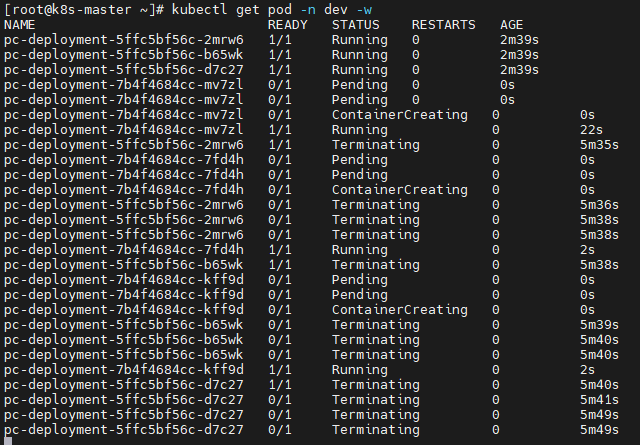 [root@k8s-master ~]# kubectl get pod -n dev -w
NAME READY STATUS RESTARTS AGE
pc-deployment-5ffc5bf56c-2mrw6 1/1 Running 0 2m39s
pc-deployment-5ffc5bf56c-b65wk 1/1 Running 0 2m39s
pc-deployment-5ffc5bf56c-d7c27 1/1 Running 0 2m39s
pc-deployment-7b4f4684cc-mv7zl 0/1 Pending 0 0s
pc-deployment-7b4f4684cc-mv7zl 0/1 Pending 0 0s
pc-deployment-7b4f4684cc-mv7zl 0/1 ContainerCreating 0 0s
pc-deployment-7b4f4684cc-mv7zl 1/1 Running 0 22s
pc-deployment-5ffc5bf56c-2mrw6 1/1 Terminating 0 5m35s
pc-deployment-7b4f4684cc-7fd4h 0/1 Pending 0 0s
pc-deployment-7b4f4684cc-7fd4h 0/1 Pending 0 0s
pc-deployment-7b4f4684cc-7fd4h 0/1 ContainerCreating 0 0s
pc-deployment-5ffc5bf56c-2mrw6 0/1 Terminating 0 5m36s
pc-deployment-5ffc5bf56c-2mrw6 0/1 Terminating 0 5m38s
pc-deployment-5ffc5bf56c-2mrw6 0/1 Terminating 0 5m38s
pc-deployment-7b4f4684cc-7fd4h 1/1 Running 0 2s
pc-deployment-5ffc5bf56c-b65wk 1/1 Terminating 0 5m38s
pc-deployment-7b4f4684cc-kff9d 0/1 Pending 0 0s
pc-deployment-7b4f4684cc-kff9d 0/1 Pending 0 0s
pc-deployment-7b4f4684cc-kff9d 0/1 ContainerCreating 0 0s
pc-deployment-5ffc5bf56c-b65wk 0/1 Terminating 0 5m39s
pc-deployment-5ffc5bf56c-b65wk 0/1 Terminating 0 5m40s
pc-deployment-5ffc5bf56c-b65wk 0/1 Terminating 0 5m40s
pc-deployment-7b4f4684cc-kff9d 1/1 Running 0 2s
pc-deployment-5ffc5bf56c-d7c27 1/1 Terminating 0 5m40s
pc-deployment-5ffc5bf56c-d7c27 0/1 Terminating 0 5m41s
pc-deployment-5ffc5bf56c-d7c27 0/1 Terminating 0 5m49s
pc-deployment-5ffc5bf56c-d7c27 0/1 Terminating 0 5m49s